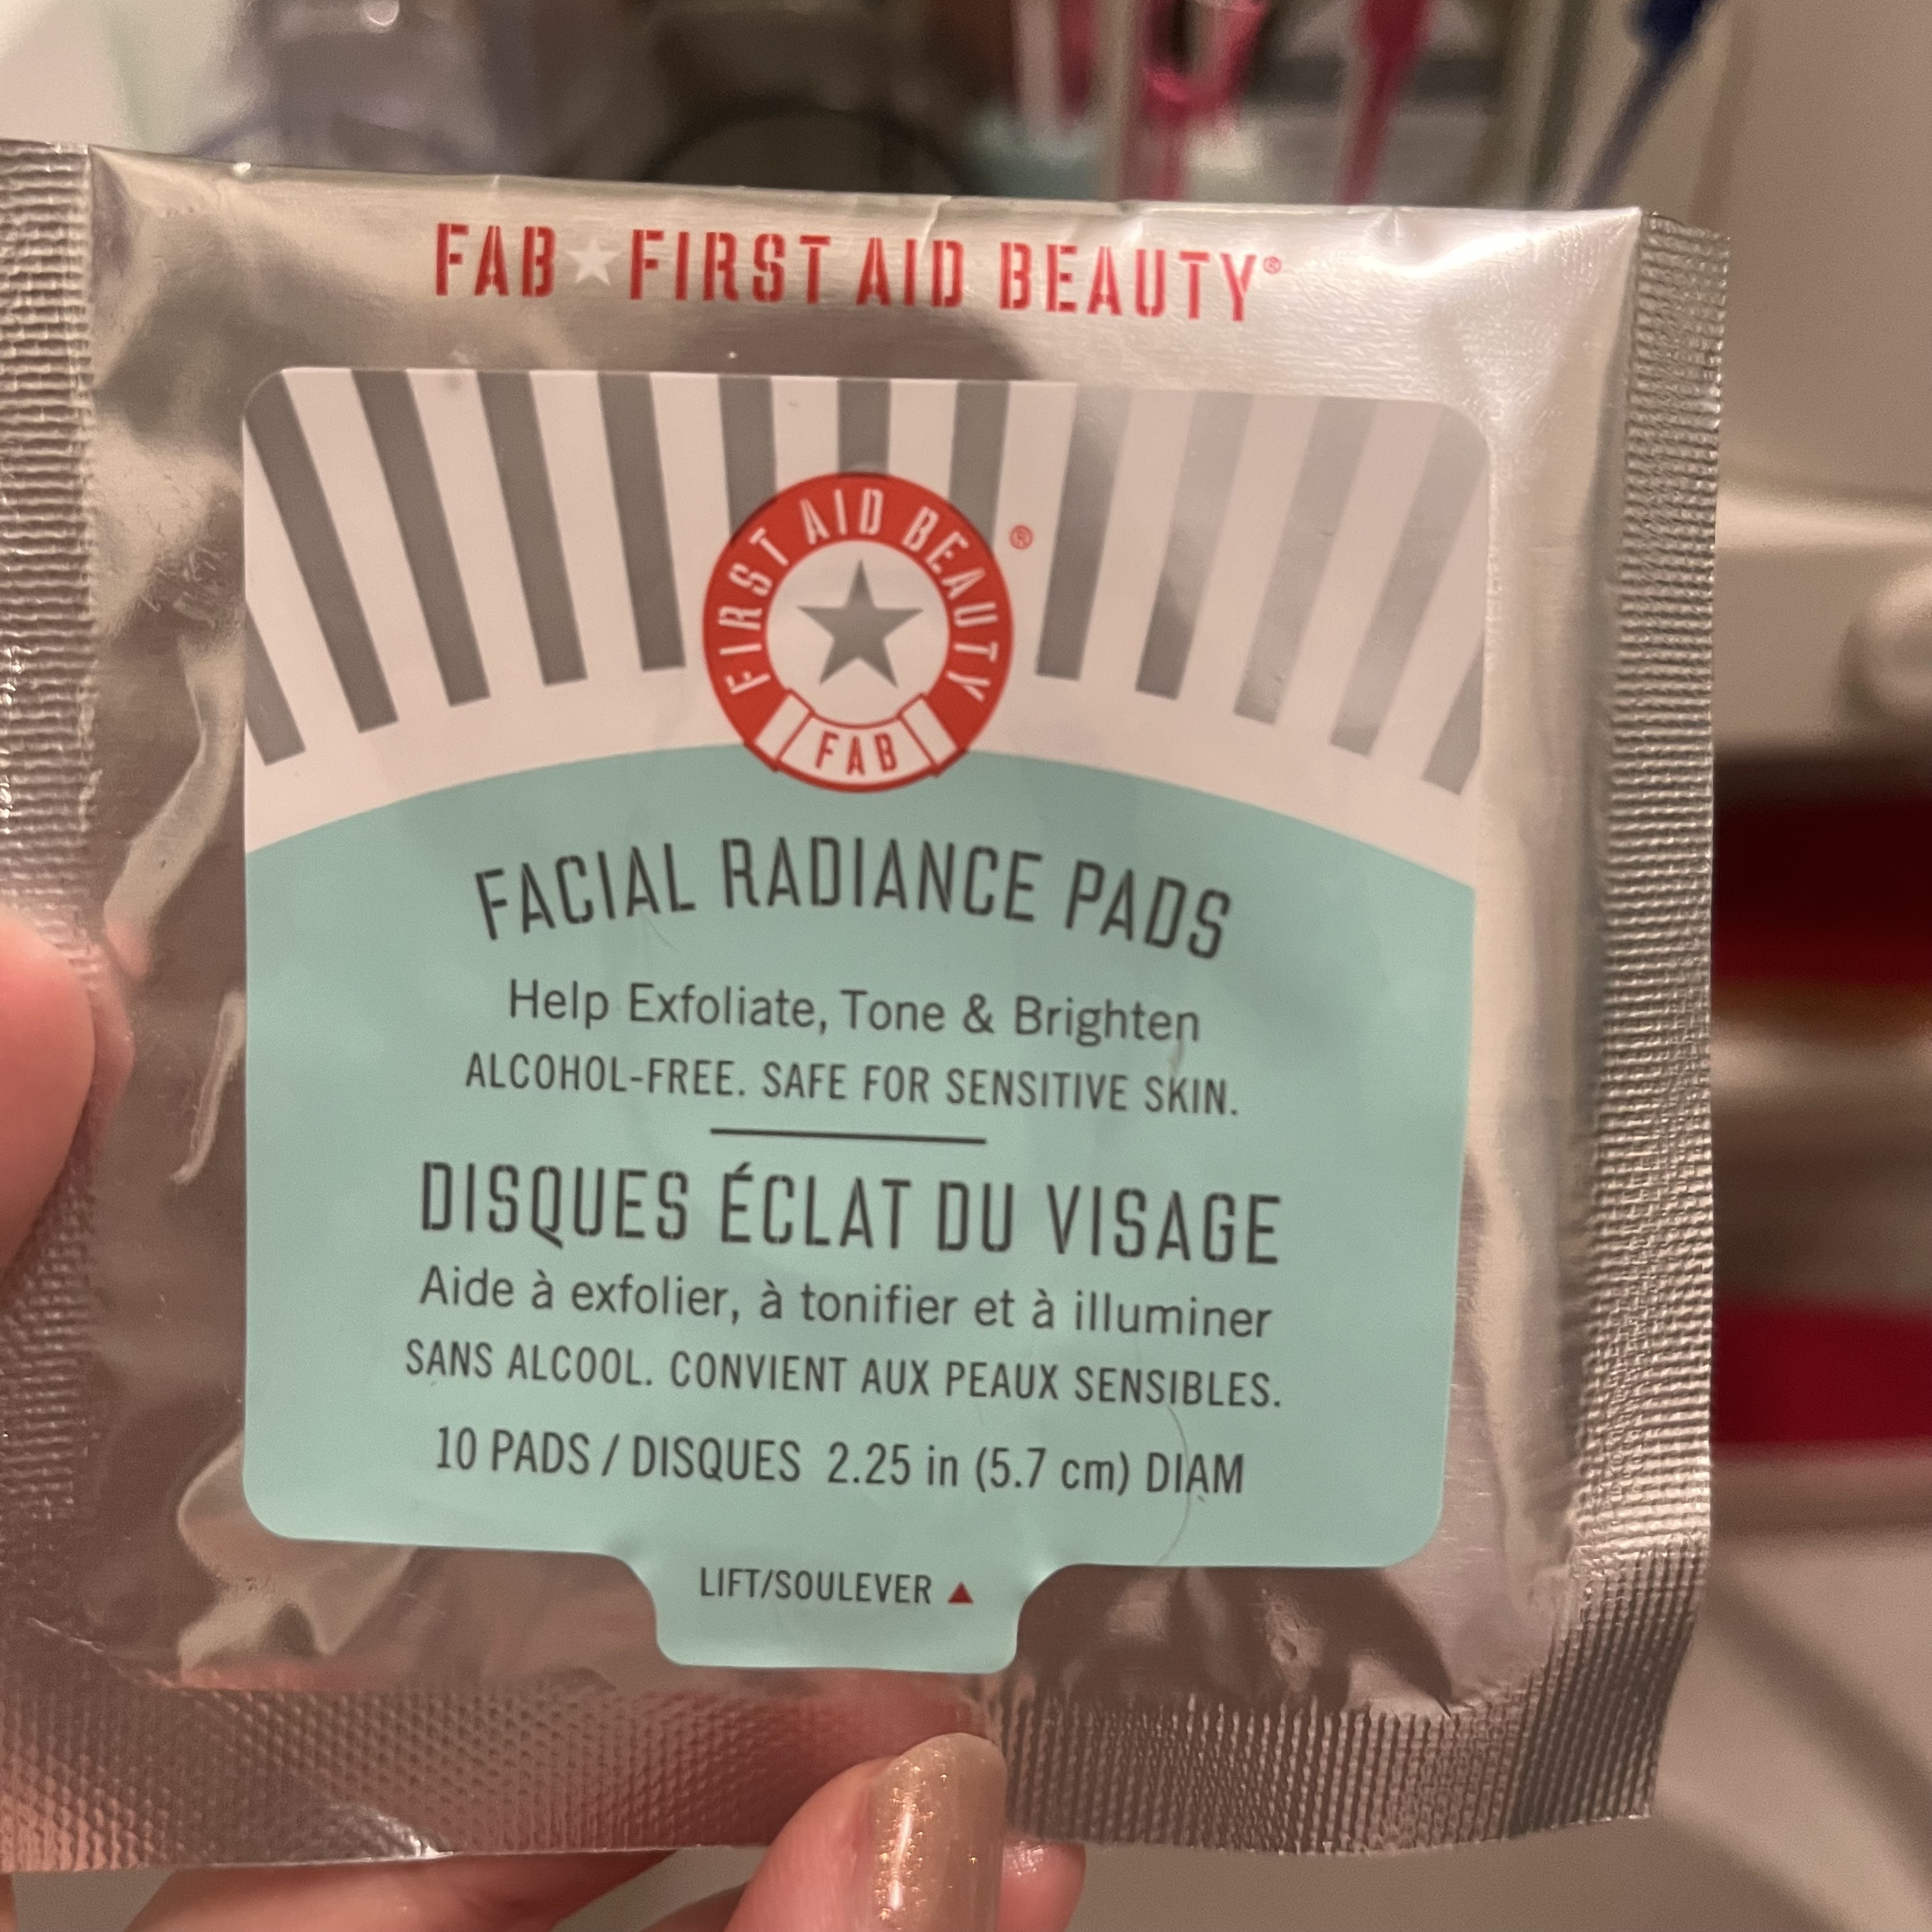 FAB★FIRST AID BEAUTY®
FIRST AID BEAUTY ®
FAB
FACIAL RADIANCE PADS
Help Exfoliate, Tone & Brighten
ALCOHOL-FREE. SAFE FOR SENSITIVE SKIN.
DISQUES ÉCLAT DU VISAGE
Aide à exfolier, à tonifier et à illuminer
SANS ALCOOL. CONVIENT AUX PEAUX SENSIBLES.
10 PADS / DISQUES 2.25 in (5.7 cm) DIAM
LIFT/SOULEVER ▲